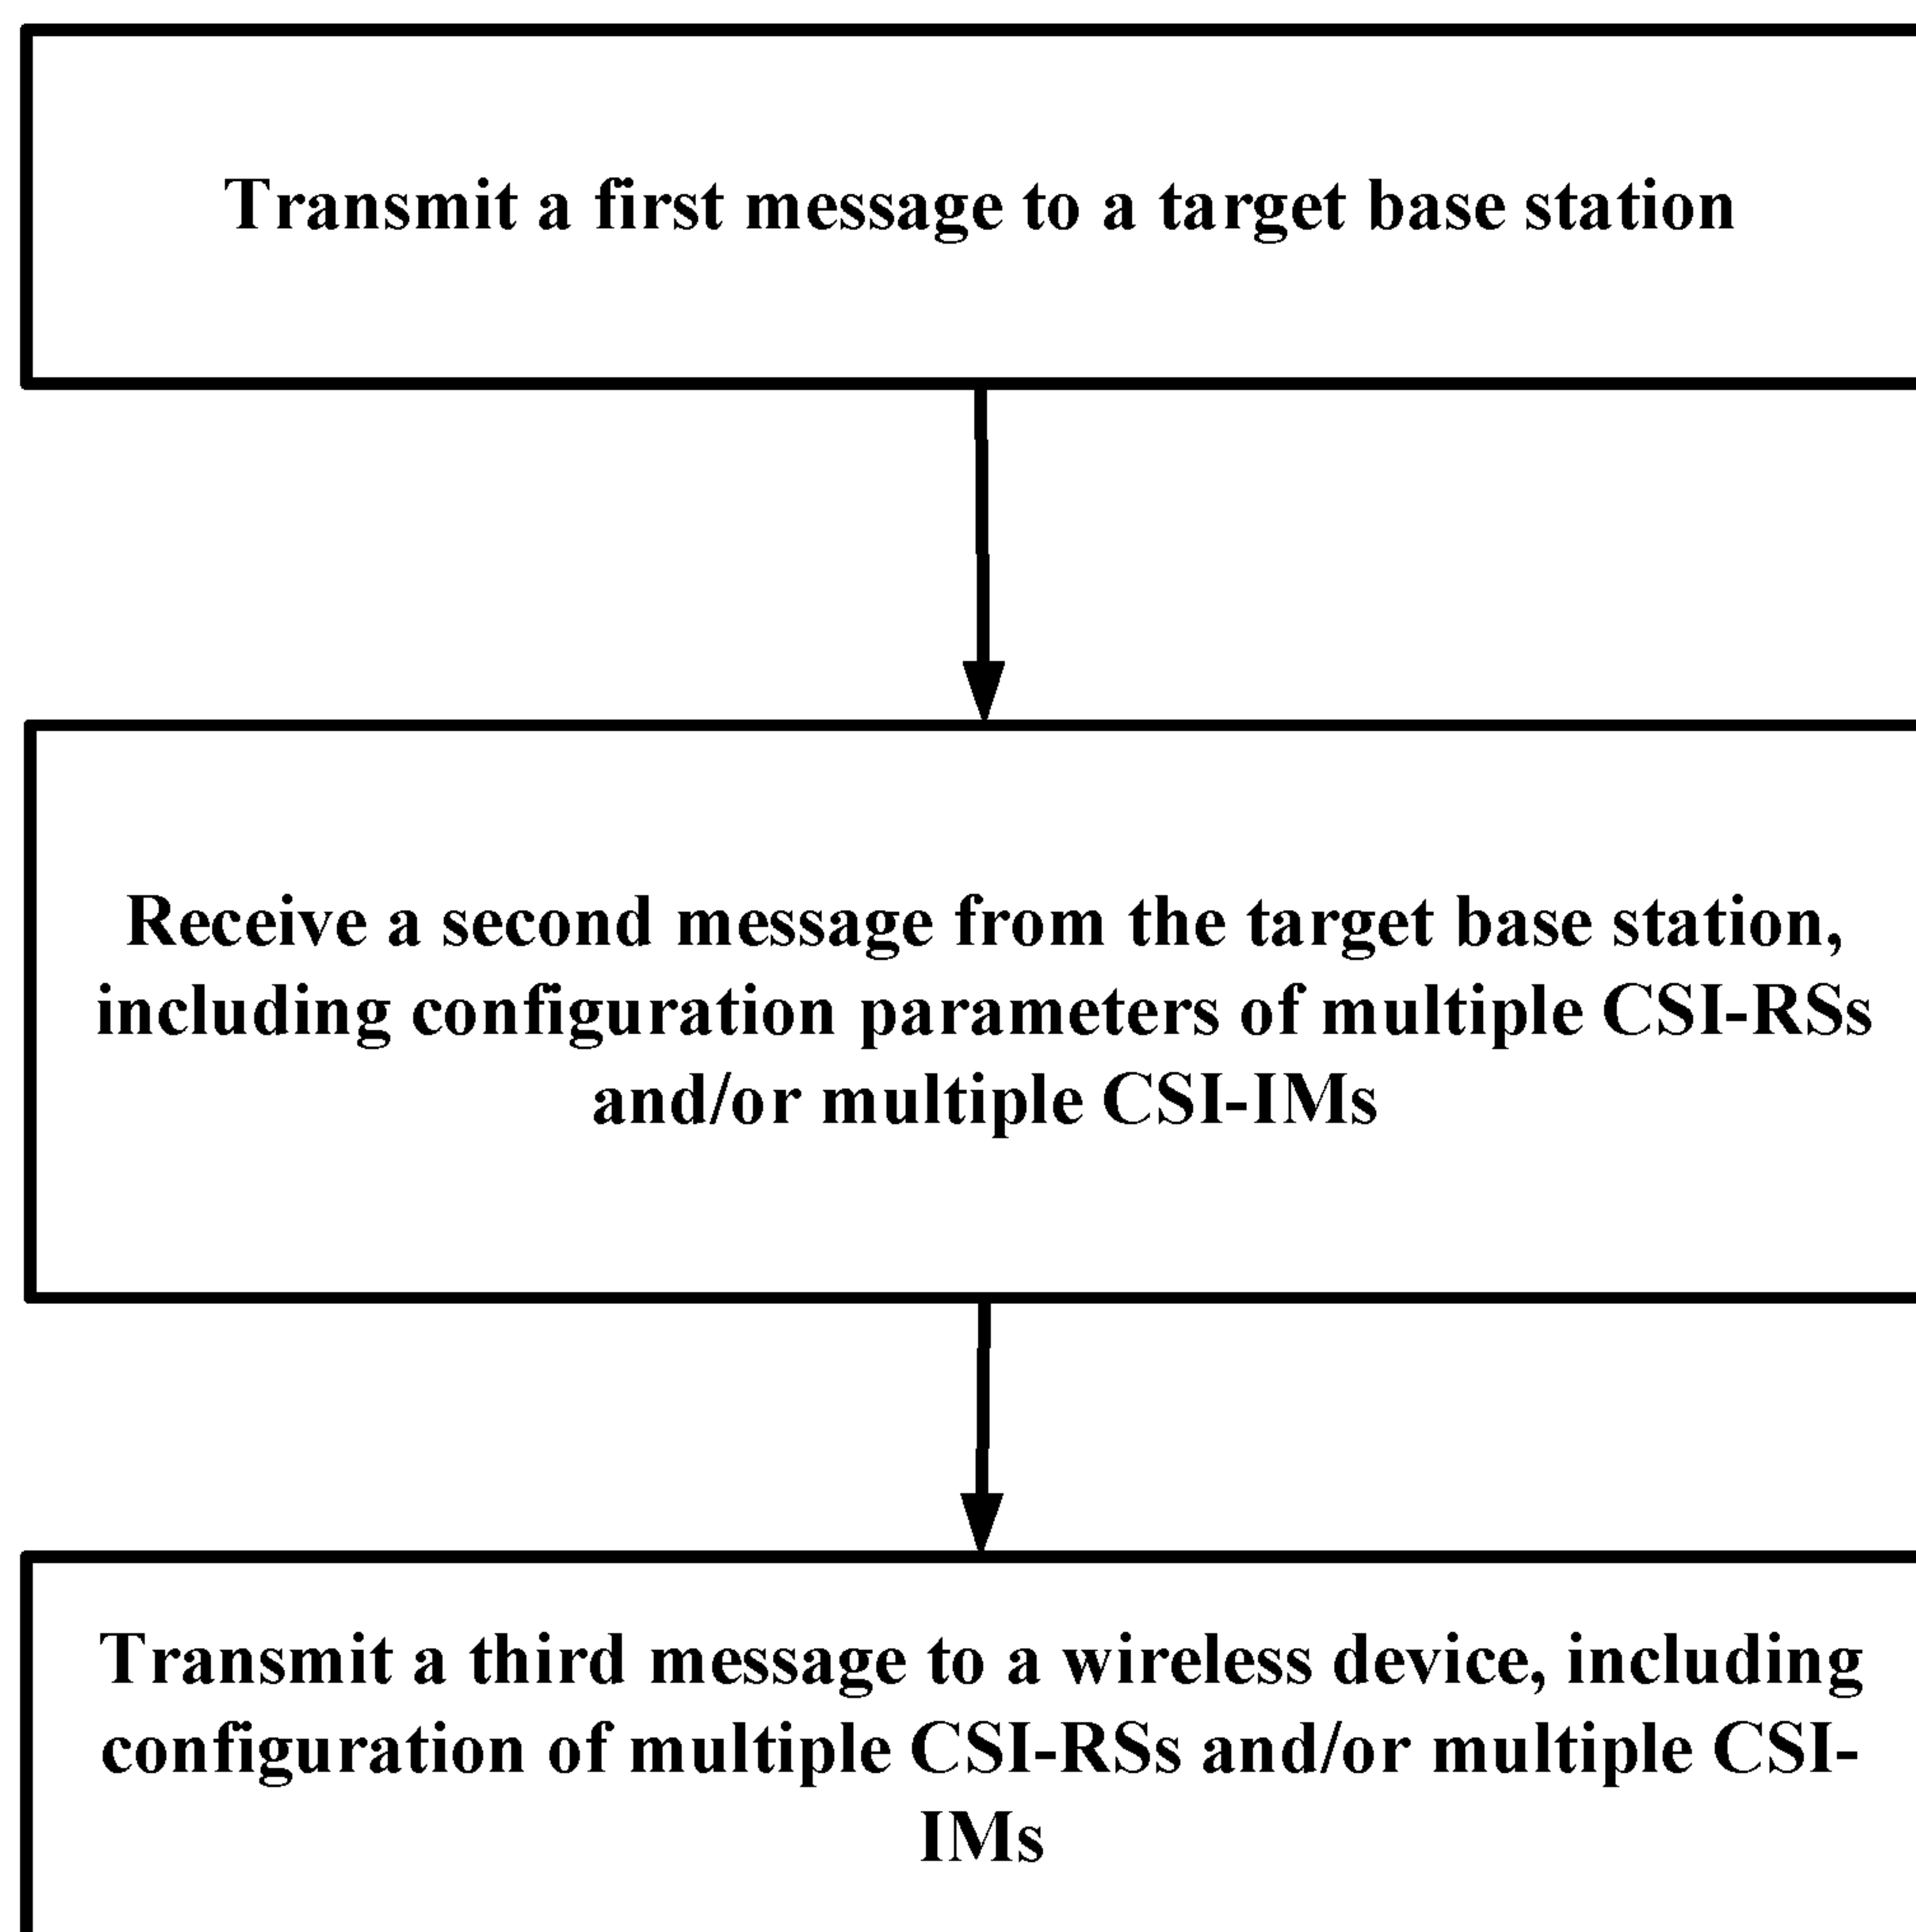 Transmit a first message to a target base station
Receive a second message from the target base station,
including configuration parameters of multiple CSI-RSs
and/or multiple CSI-IMs
Transmit a third message to a wireless device, including
configuration of multiple CSI-RSs and/or multiple CSI-
IMs